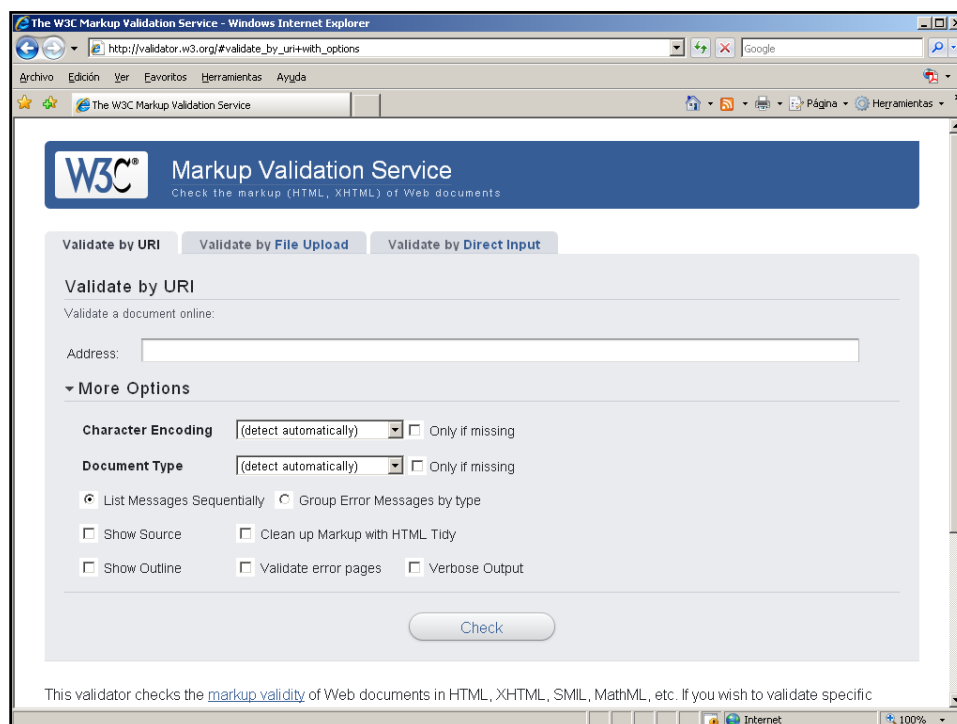 The W3C Markup Validation Service - Windows Internet Explorer
http://validator.w3.org/#validate_by_uri+with_options
Google
Archivo Edición Ver Favoritos Herramientas Ayuda
The W3C Markup Validation Service
Página Herramientas
W3C® Markup Validation Service
Check the markup (HTML, XHTML) of Web documents
Validate by URI Validate by File Upload Validate by Direct Input
Validate by URI
Validate a document online:
Address:
More Options
Character Encoding (detect automatically) Only if missing
Document Type (detect automatically) Only if missing
List Messages Sequentially Group Error Messages by type
Show Source Clean up Markup with HTML Tidy
Show Outline Validate error pages Verbose Output
Check
This validator checks the markup validity of Web documents in HTML, XHTML, SMIL, MathML, etc. If you wish to validate specific
Internet 100%